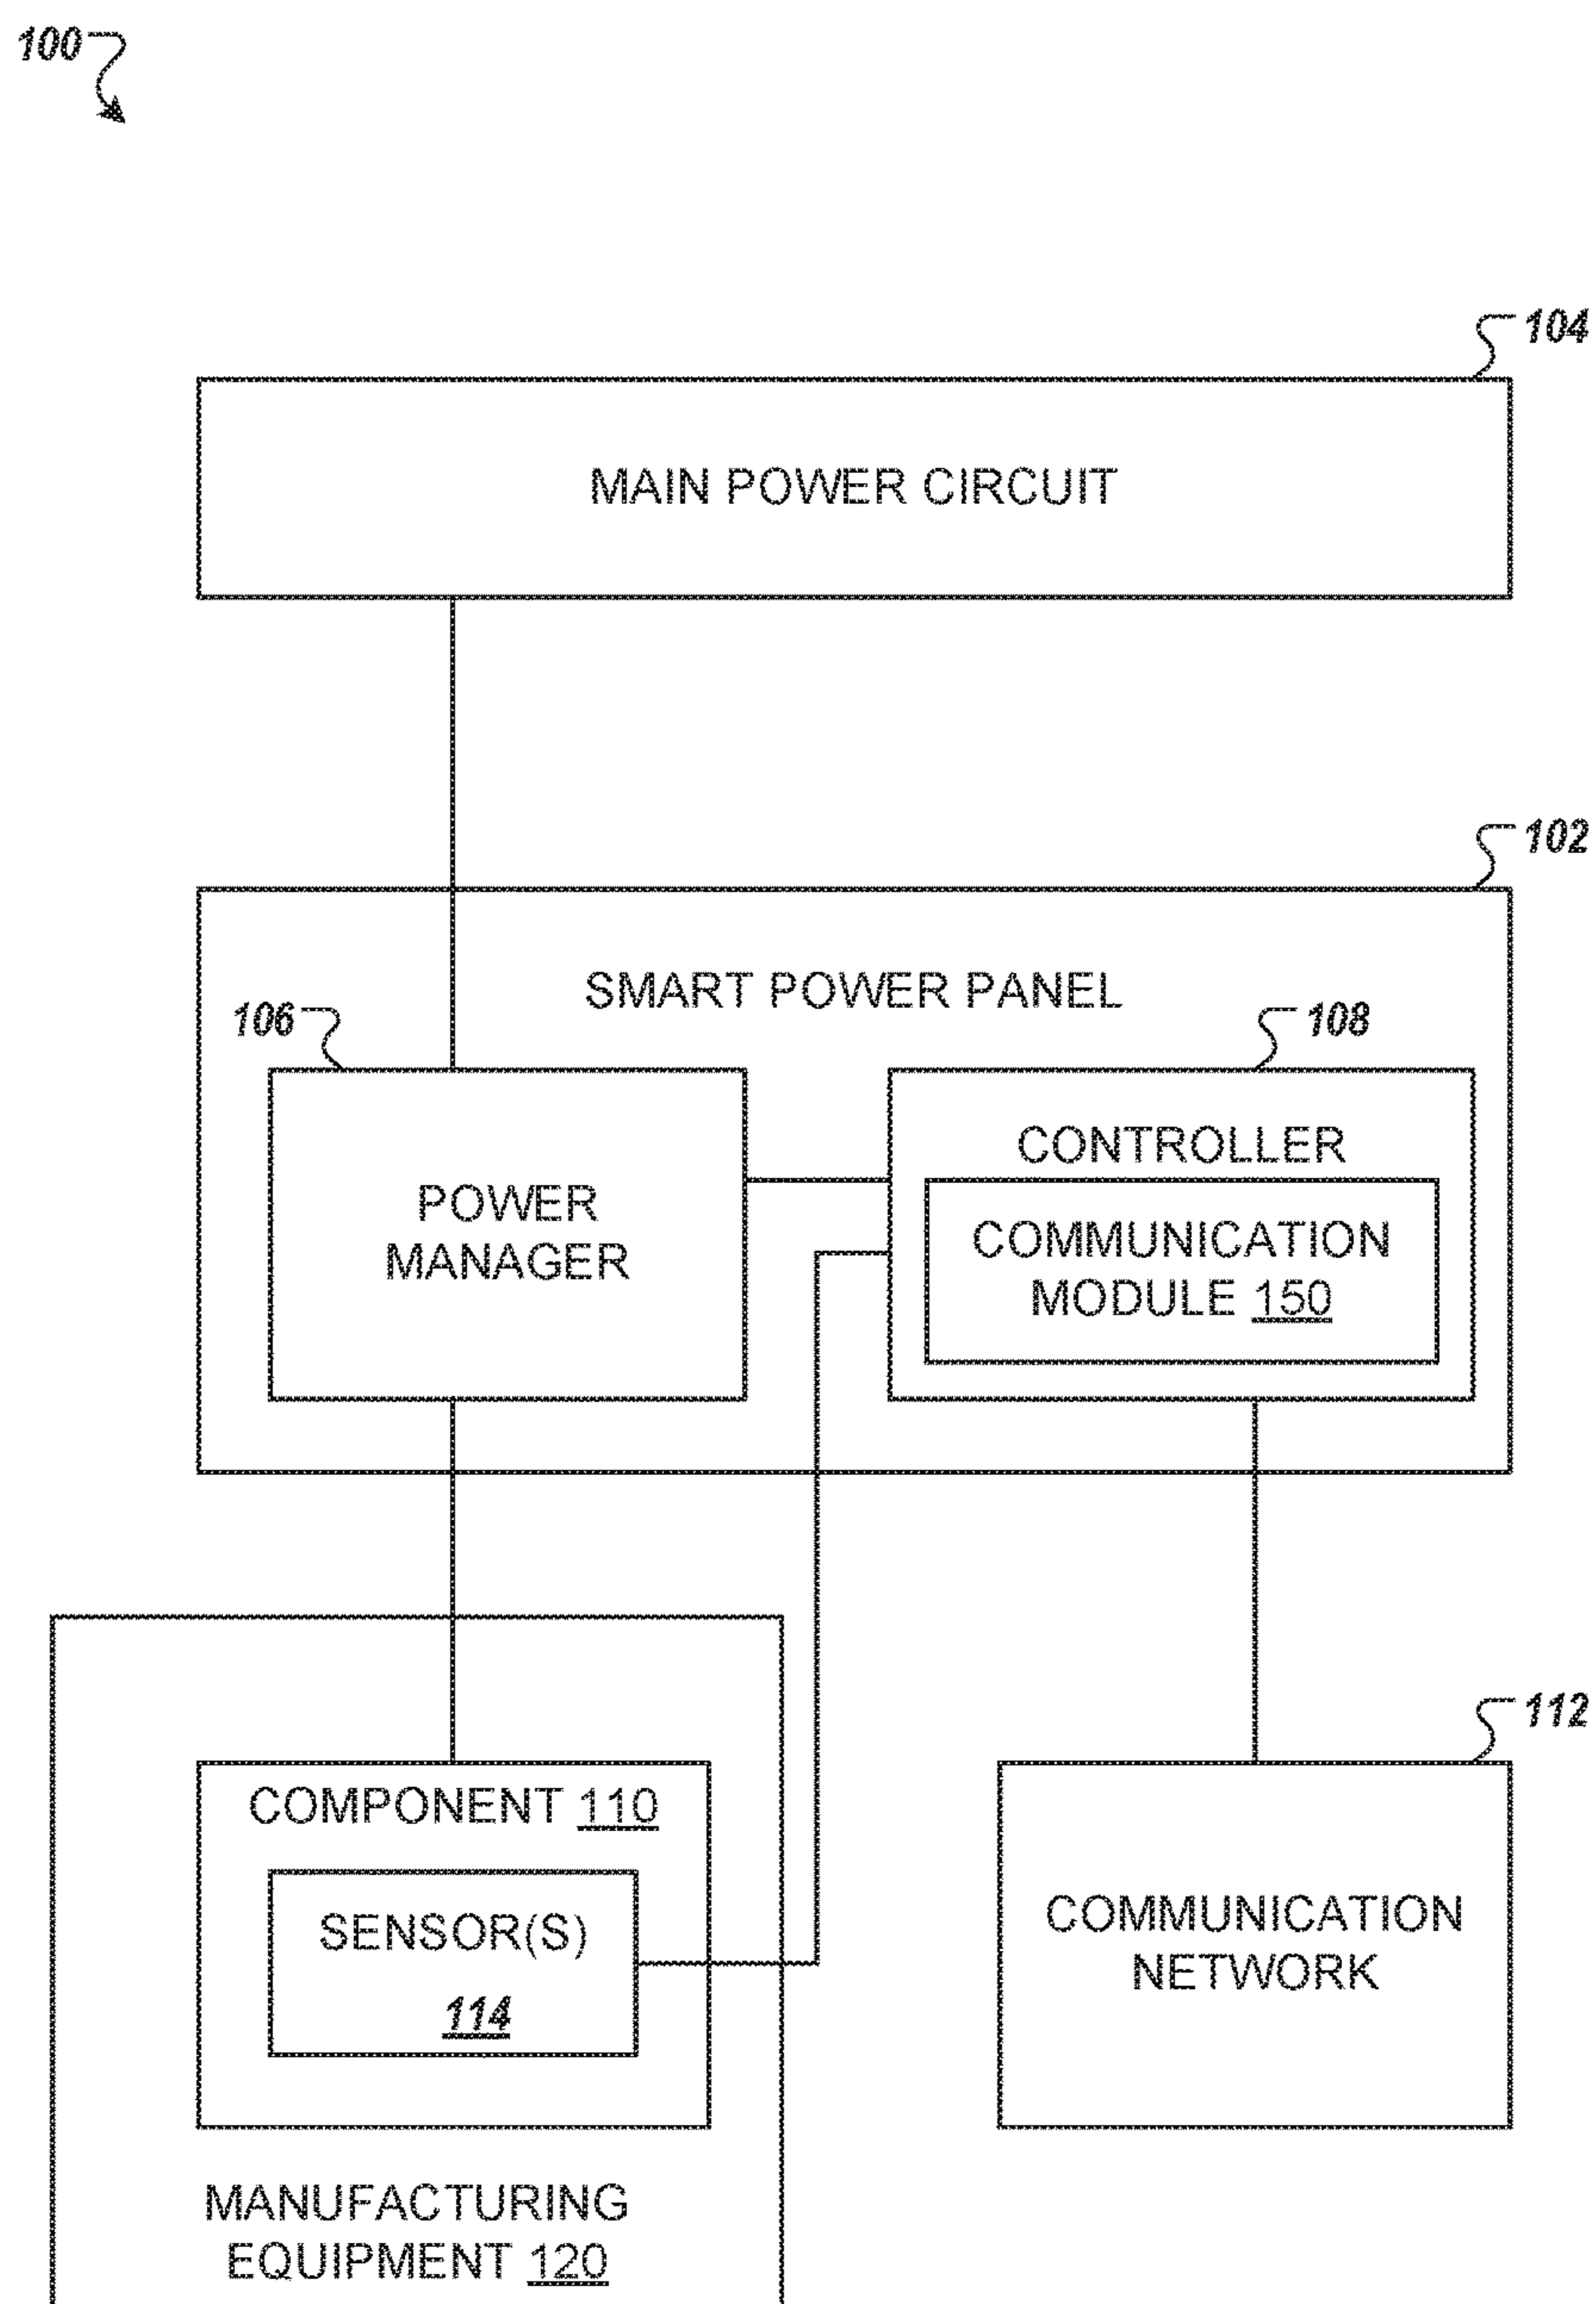 100
104
MAIN POWER CIRCUIT
102
SMART POWER PANEL
106
108
POWER
MANAGER
CONTROLLER
COMMUNICATION
MODULE 150
112
COMPONENT 110
SENSOR(S)
114
COMMUNICATION
NETWORK
MANUFACTURING
EQUIPMENT 120